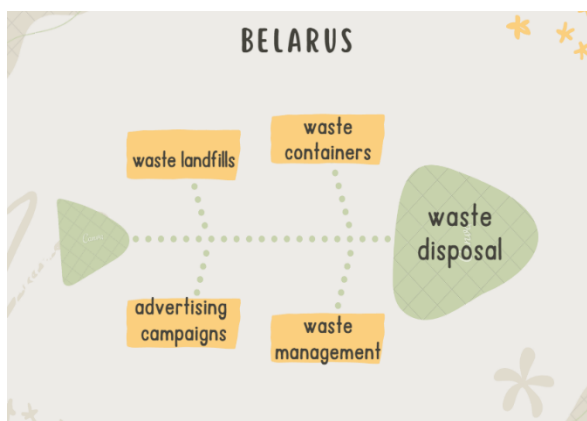 BELARUS
waste landfills
waste
containers
waste
disposal
advertising
campaigns
waste
management